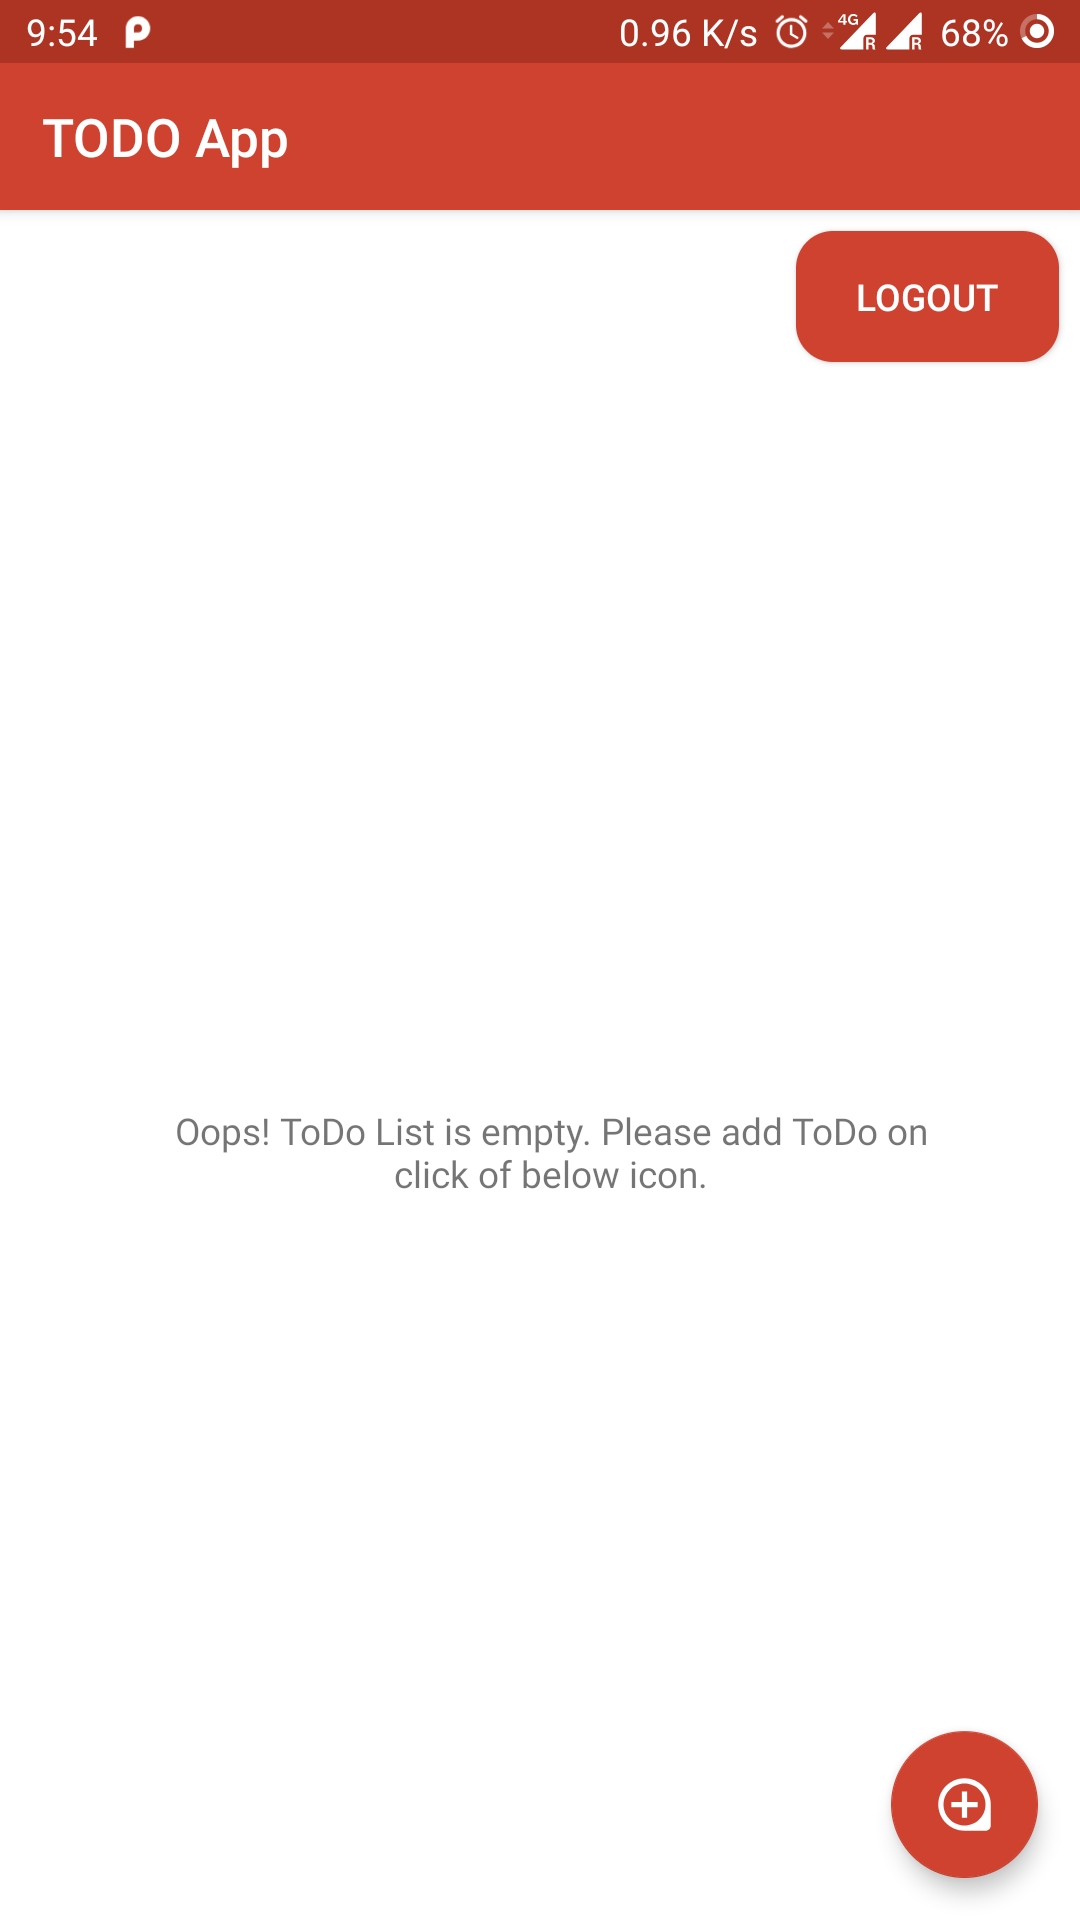 9:54 0.96 K/s 4G R R 68%
TODO App
LOGOUT
Oops! ToDo List is empty. Please add ToDo on
click of below icon.